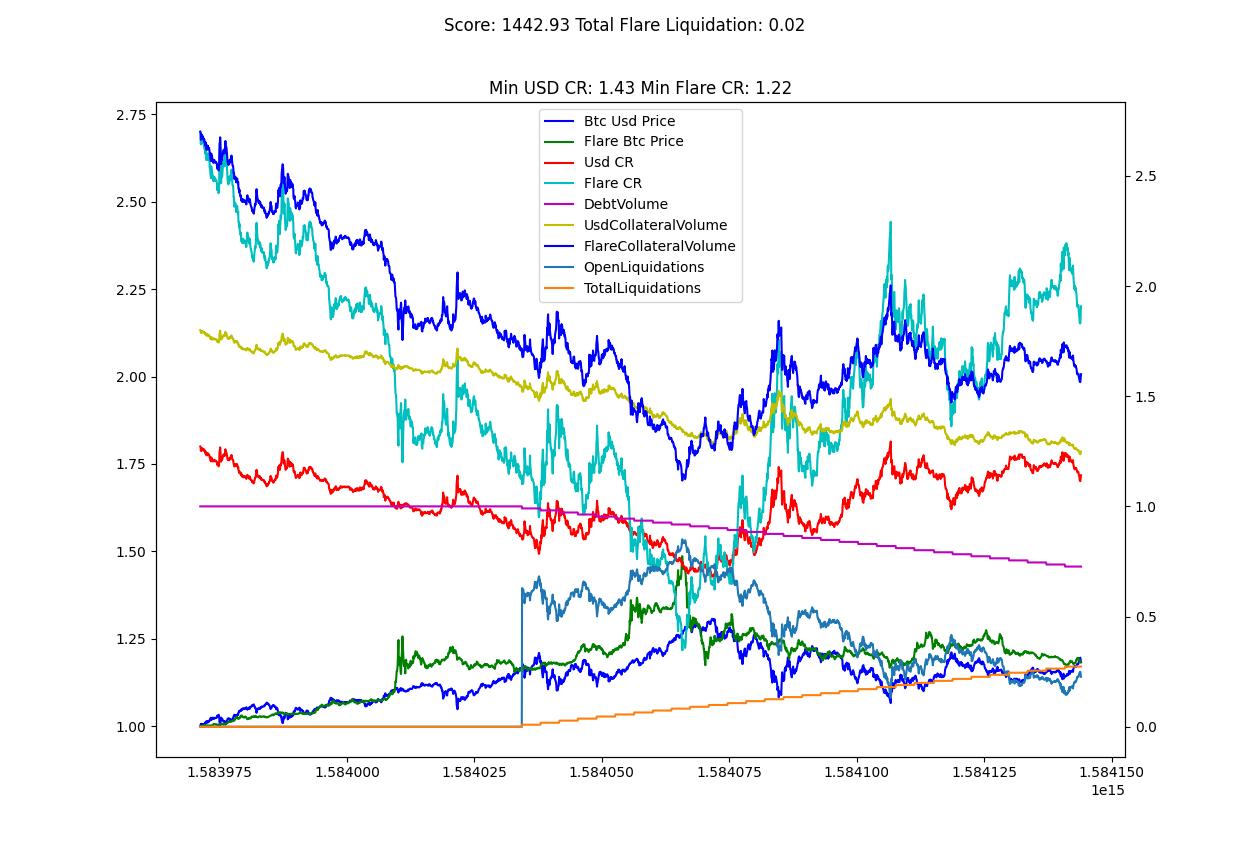 Score: 1442.93 Total Flare Liquidation: 0.02
Min USD CR: 1.43 Min Flare CR: 1.22
Btc Usd Price
Flare Btc Price
Usd CR
Flare CR
DebtVolume
UsdCollateralVolume
FlareCollateralVolume
OpenLiquidations
TotalLiquidations
2.75
2.50
2.25
2.00
1.75
1.50
1.25
1.00
2.5
2.0
1.5
1.0
0.5
0.0
1.583975 1.584000 1.584025 1.584050 1.584075 1.584100 1.584125 1.584150
1e15